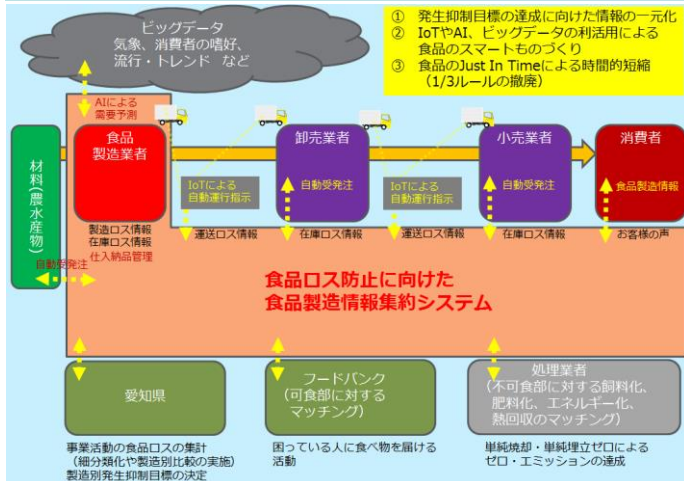 ビッグデータ
気象、消費者の嗜好、
流行・トレンド など
① 発生抑制目標の達成に向けた情報の一元化
② IoTやAI、ビッグデータの利活用による
食品のスマートものづくり
③ 食品のJust In Timeによる時間的短縮
（1/3ルールの撤廃）
AIによる
需要予測
材料(農水産物)
食品
製造業者
卸売業者
小売業者
消費者
IoTによる
自動運行指示
自動受発注
IoTによる
自動運行指示
自動受発注
食品製造情報
製造ロス情報
在庫ロス情報
仕入納品管理
運送ロス情報
在庫ロス情報
運送ロス情報
在庫ロス情報
お客様の声
自動受発注
食品ロス防止に向けた
食品製造情報集約システム
愛知県
フードバンク
(可食部に対する
マッチング)
処理業者
(不可食部に対する飼料化、
肥料化、エネルギー化、
熱回収のマッチング)
事業活動の食品ロスの集計
（細分類化や製造別比較の実施）
製造別発生抑制目標の決定
困っている人に食べ物を届ける
活動
単純焼却・単純埋立ゼロによる
ゼロ・エミッションの達成